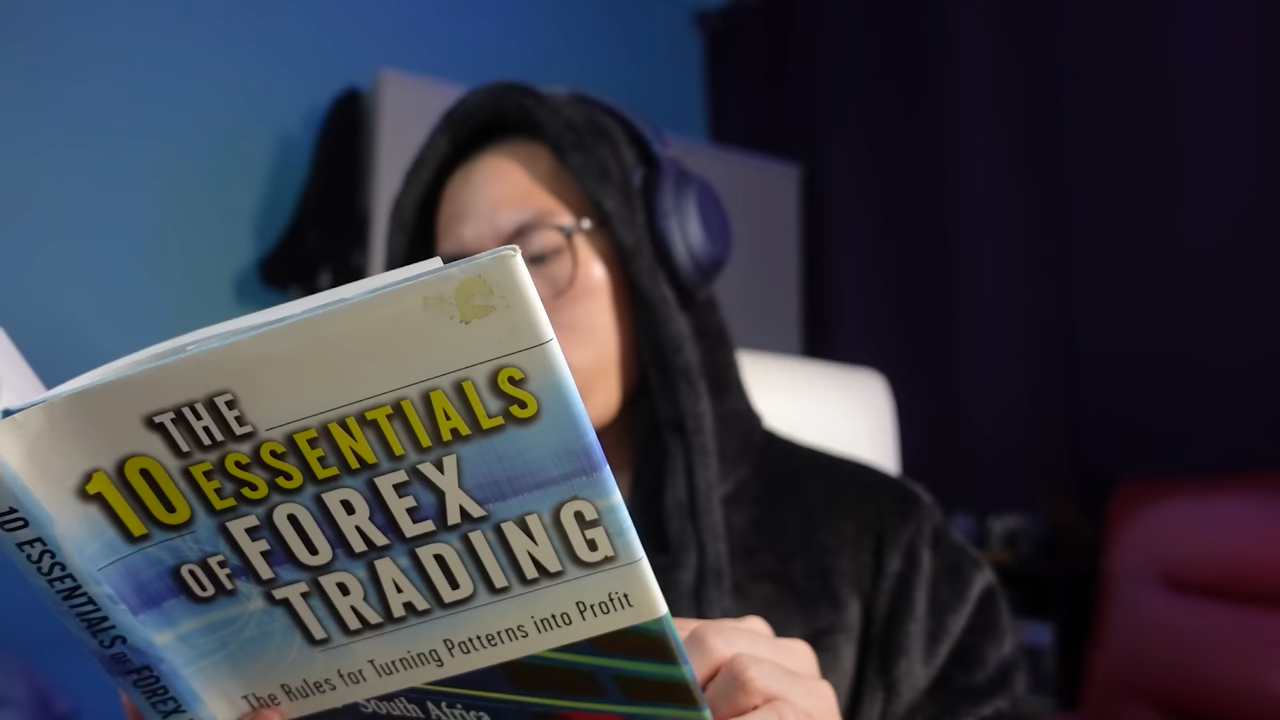 THE
10 ESSENTIALS
OF FOREX
TRADING
The Rules for Turning Patterns into Profit
South Africa
10 ESSENTIALS OF FOREX